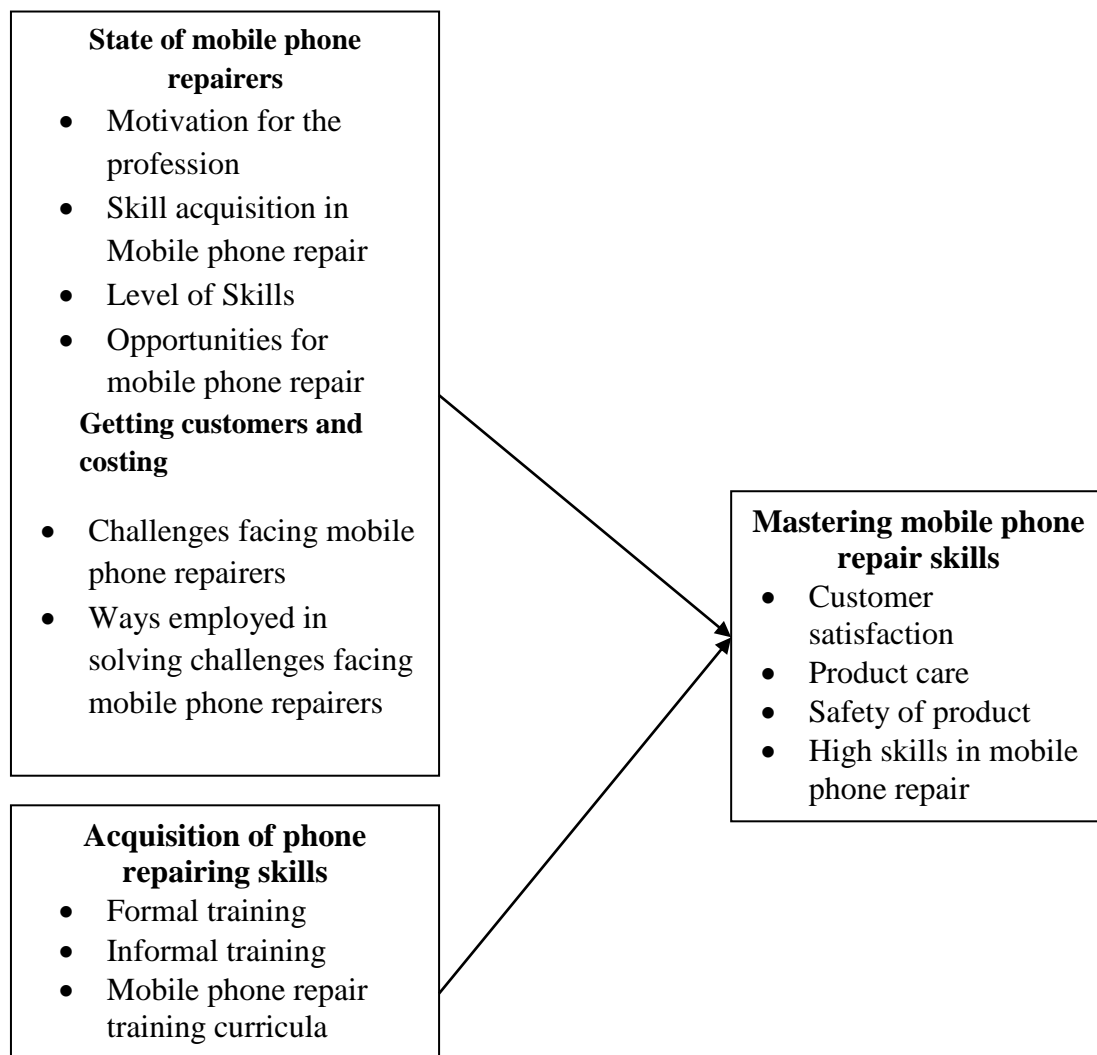 State of mobile phone
repairers
• Motivation for the
profession
• Skill acquisition in
Mobile phone repair
• Level of Skills
• Opportunities for
mobile phone repair
Getting customers and
costing
• Challenges facing mobile
phone repairers
• Ways employed in
solving challenges facing
mobile phone repairers
Acquisition of phone
repairing skills
• Formal training
• Informal training
• Mobile phone repair
training curricula
Mastering mobile phone
repair skills
• Customer
satisfaction
• Product care
• Safety of product
• High skills in mobile
phone repair